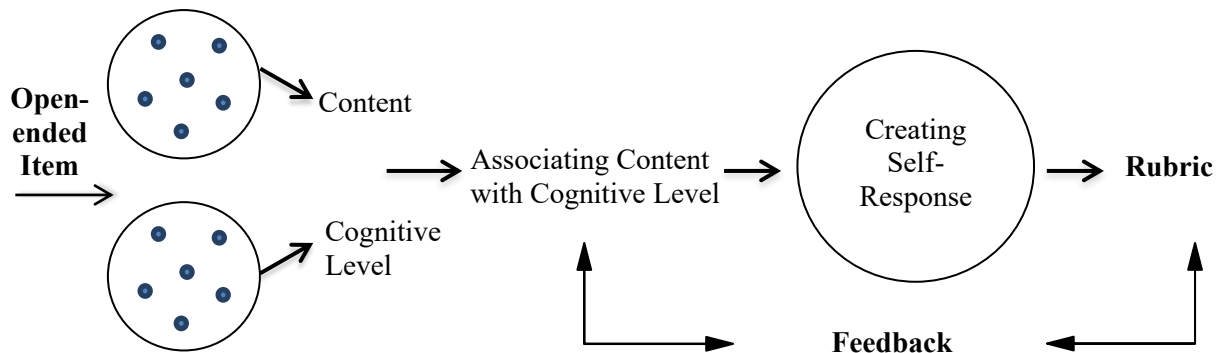 Open-
ended
Item
Content
Cognitive
Level
Associating Content
with Cognitive Level
Creating
Self-
Response
Rubric
Feedback